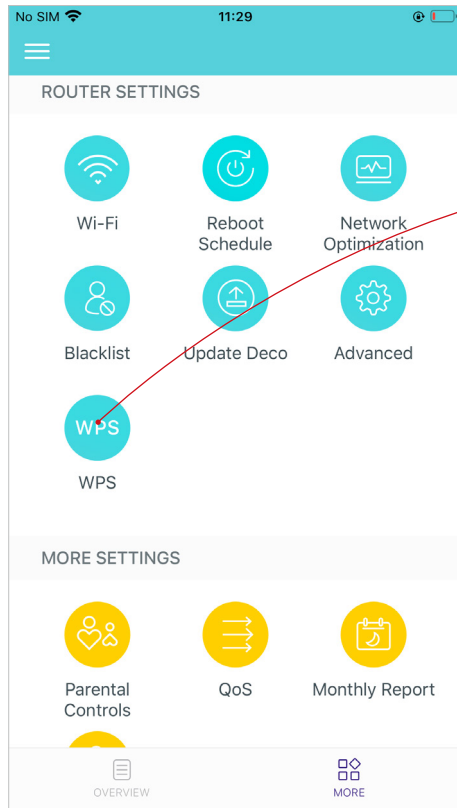 No SIM 11:29
ROUTER SETTINGS
Wi-Fi Reboot Schedule Network Optimization
Blacklist Update Deco Advanced
WPS
WPS
MORE SETTINGS
Parental Controls QoS Monthly Report
OVERVIEW MORE